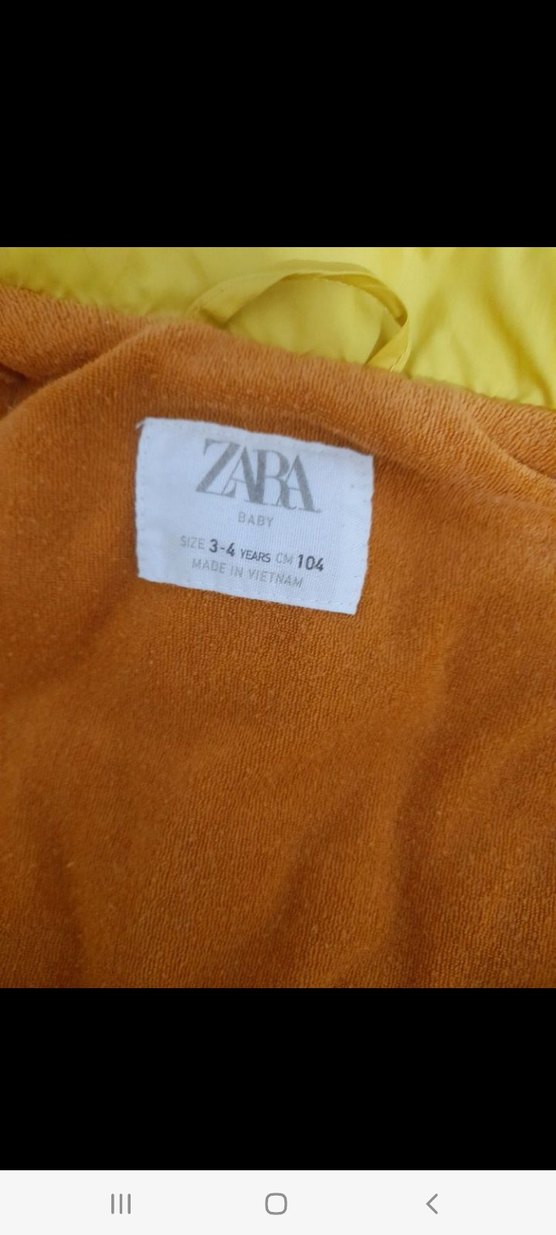 ZARA
BABY
SIZE 3-4 YEARS CM 104
MADE IN VIETNAM